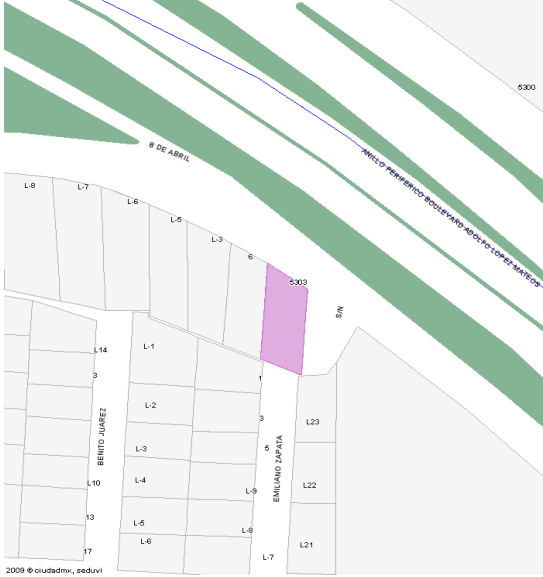 5300
8 DE ABRIL
ANILLO PERIFERICO BOULEVARD ADOLFO LOPEZ MATEOS
L-8
L-7
L-6
L-5
L-3
6
5303
S/N
L-1
L14
3
1
L-2
3
L23
BENITO JUAREZ
L-3
5
EMILIANO ZAPATA
L-4
L10
L-9
L22
13
L-5
L-8
L-6
L21
17
L-7
2009 © ciudadmx, seduvi